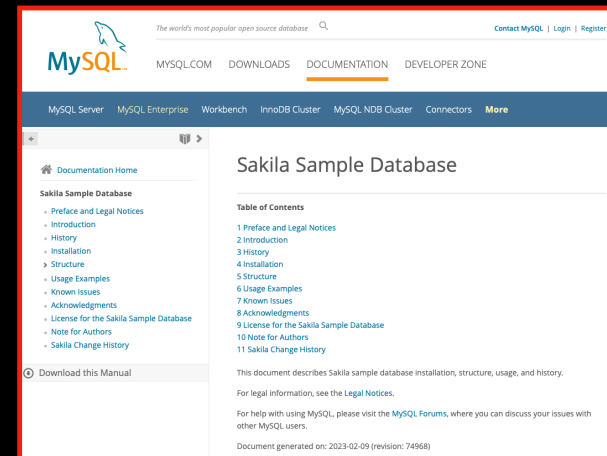 The world's most popular open source database
Contact MySQL | Login | Register
MySQL™
MYSQL.COM DOWNLOADS DOCUMENTATION DEVELOPER ZONE
MySQL Server MySQL Enterprise Workbench InnoDB Cluster MySQL NDB Cluster Connectors More
Documentation Home
Sakila Sample Database
Preface and Legal Notices
Introduction
History
Installation
Structure
Usage Examples
Known Issues
Acknowledgments
License for the Sakila Sample Database
Note for Authors
Sakila Change History
Download this Manual
Sakila Sample Database
Table of Contents
1 Preface and Legal Notices
2 Introduction
3 History
4 Installation
5 Structure
6 Usage Examples
7 Known Issues
8 Acknowledgments
9 License for the Sakila Sample Database
10 Note for Authors
11 Sakila Change History
This document describes Sakila sample database installation, structure, usage, and history.
For legal information, see the Legal Notices.
For help with using MySQL, please visit the MySQL Forums, where you can discuss your issues with
other MySQL users.
Document generated on: 2023-02-09 (revision: 74968)